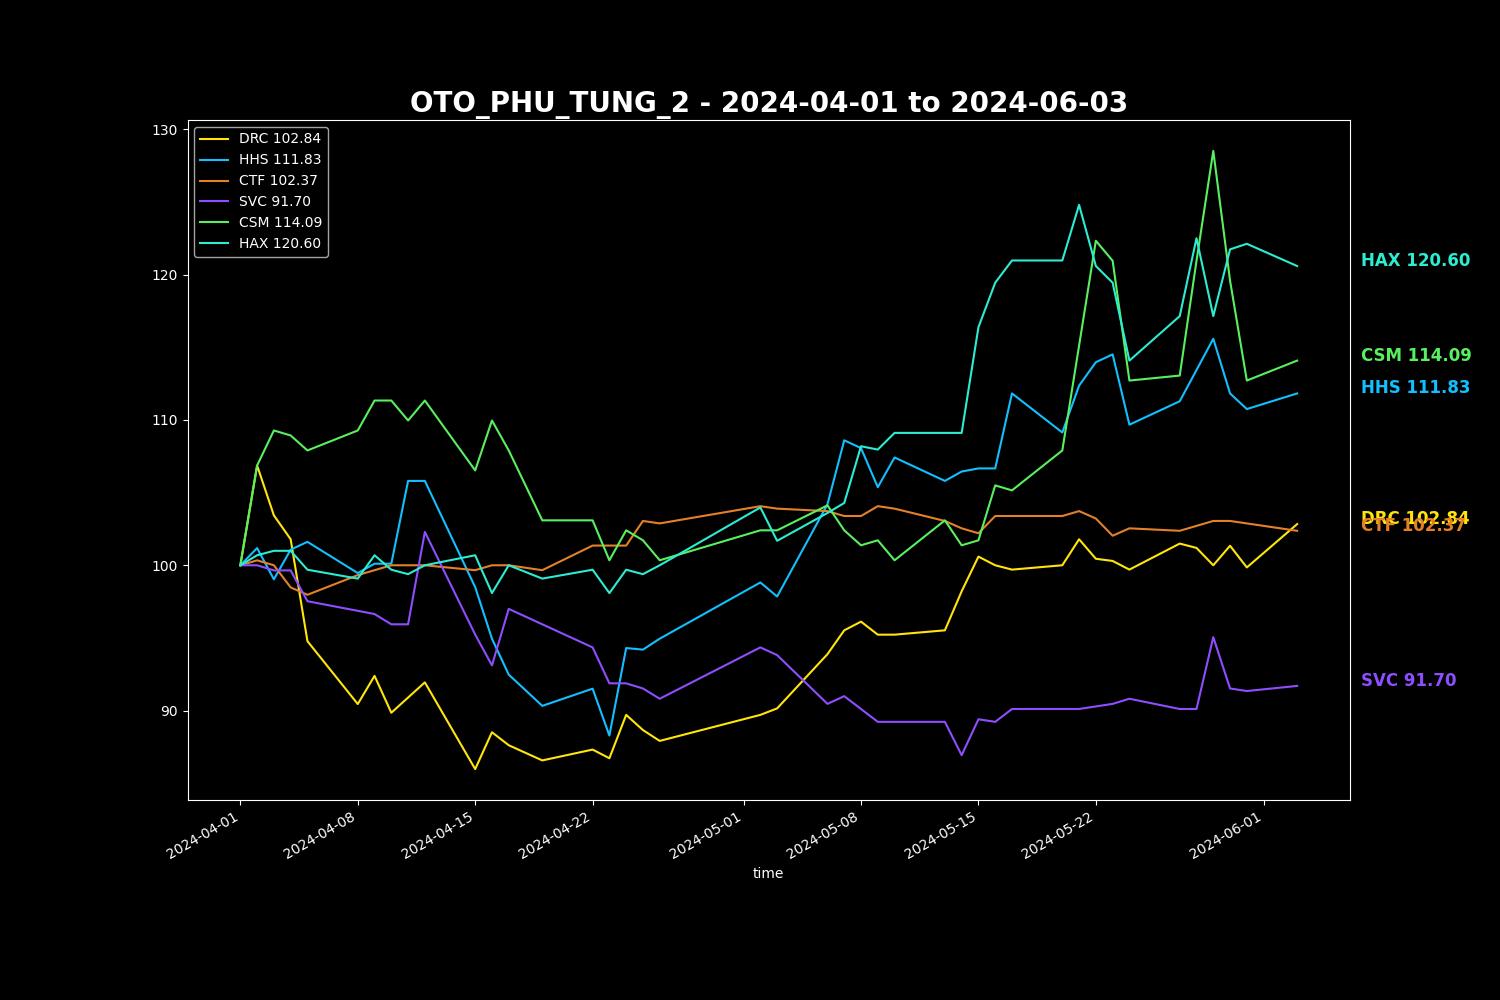 OTO_PHU_TUNG_2 - 2024-04-01 to 2024-06-03
130
120
110
100
90
DRC 102.84
HHS 111.83
CTF 102.37
SVC 91.70
CSM 114.09
HAX 120.60
HAX 120.60
CSM 114.09
HHS 111.83
DRC 102.84
CTF 102.37
SVC 91.70
2024-04-01
2024-04-08
2024-04-15
2024-04-22
2024-05-01
2024-05-08
2024-05-15
2024-05-22
2024-06-01
time